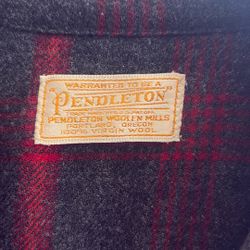 WARRANTED TO BE A
"PENDLETON"
PENDLETON WOOLEN MILLS
PORTLAND, OREGON
100% VIRGIN WOOL